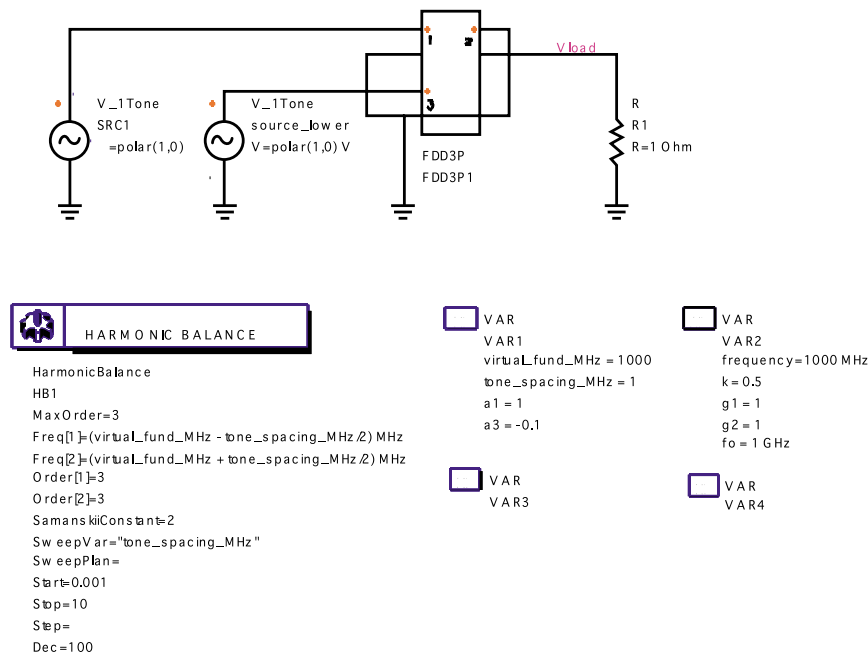 1
2
3
Vload
V_1Tone
SRC1
=polar(1,0)
V_1Tone
source_lower
V=polar(1,0) V
FDD3P
FDD3P1
R
R1
R=1 Ohm
HARMONIC BALANCE
HarmonicBalance
HB1
MaxOrder=3
Freq[1]=(virtual_fund_MHz - tone_spacing_MHz/2) MHz
Freq[2]=(virtual_fund_MHz + tone_spacing_MHz/2) MHz
Order[1]=3
Order[2]=3
SamanskiiConstant=2
SweepVar="tone_spacing_MHz"
SweepPlan=
Start=0.001
Stop=10
Step=
Dec=100
VAR
VAR1
virtual_fund_MHz = 1000
tone_spacing_MHz = 1
a1 = 1
a3 = -0.1
VAR
VAR2
frequency=1000 MHz
k = 0.5
g1 = 1
g2 = 1
fo = 1 GHz
VAR
VAR3
VAR
VAR4